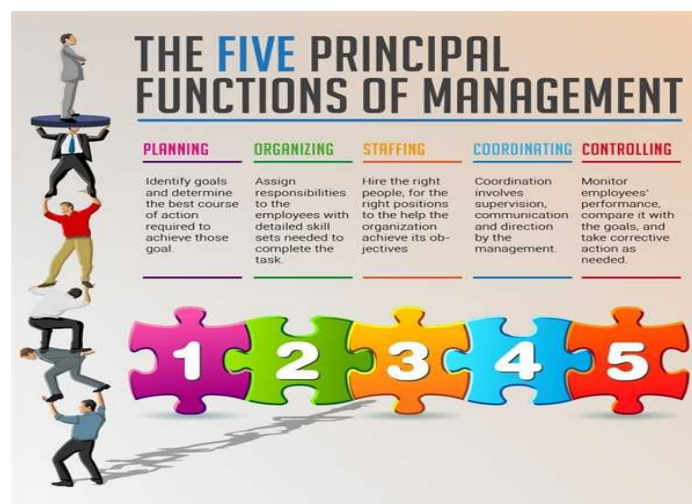 THE FIVE PRINCIPAL
FUNCTIONS OF MANAGEMENT
PLANNING
Identify goals
and determine
the best course
of action
required to
achieve those
goal.
ORGANIZING
Assign
responsibilities
to the
employees with
detailed skill
sets needed to
complete the
task.
STAFFING
Hire the right
people, for the
right positions
to the help the
organization
achieve its ob-
jectives
COORDINATING
Coordination
involves
supervision,
communication
and direction
by the
management.
CONTROLLING
Monitor
employees'
performance,
compare it with
the goals, and
take corrective
action as
needed.
1 2 3 4 5